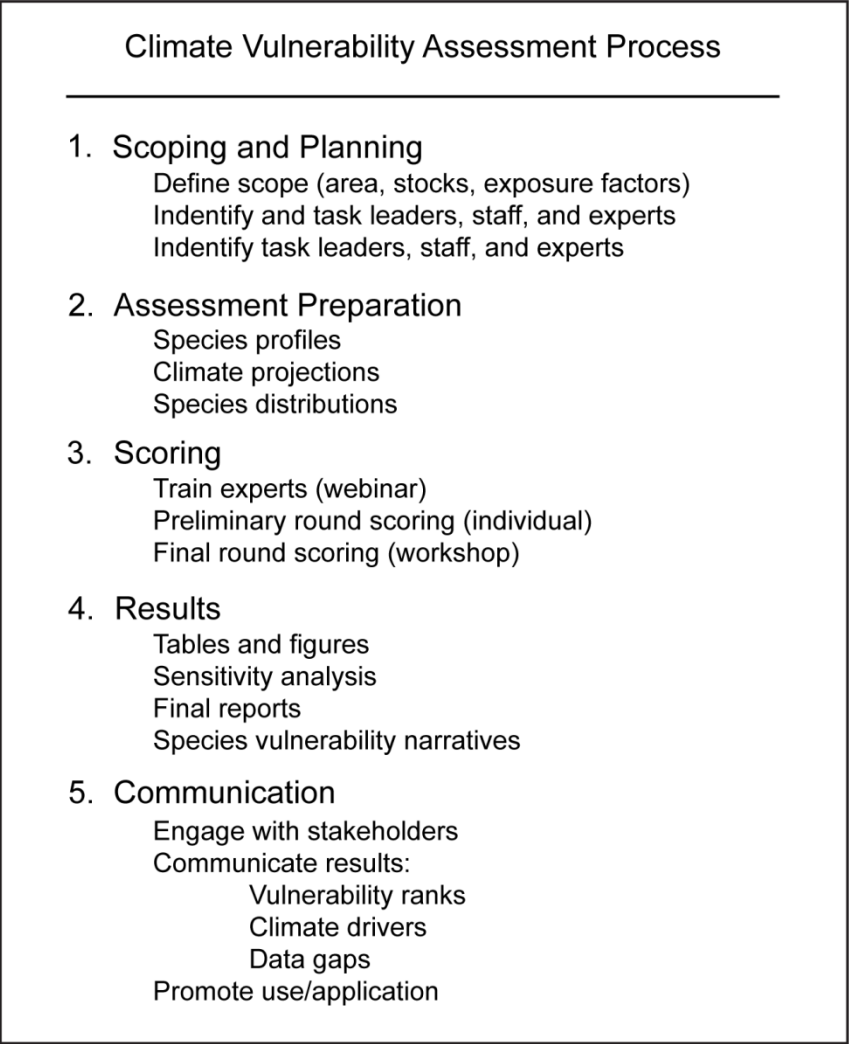 Climate Vulnerability Assessment Process
1. Scoping and Planning
Define scope (area, stocks, exposure factors)
Indentify and task leaders, staff, and experts
Indentify task leaders, staff, and experts
2. Assessment Preparation
Species profiles
Climate projections
Species distributions
3. Scoring
Train experts (webinar)
Preliminary round scoring (individual)
Final round scoring (workshop)
4. Results
Tables and figures
Sensitivity analysis
Final reports
Species vulnerability narratives
5. Communication
Engage with stakeholders
Communicate results:
Vulnerability ranks
Climate drivers
Data gaps
Promote use/application